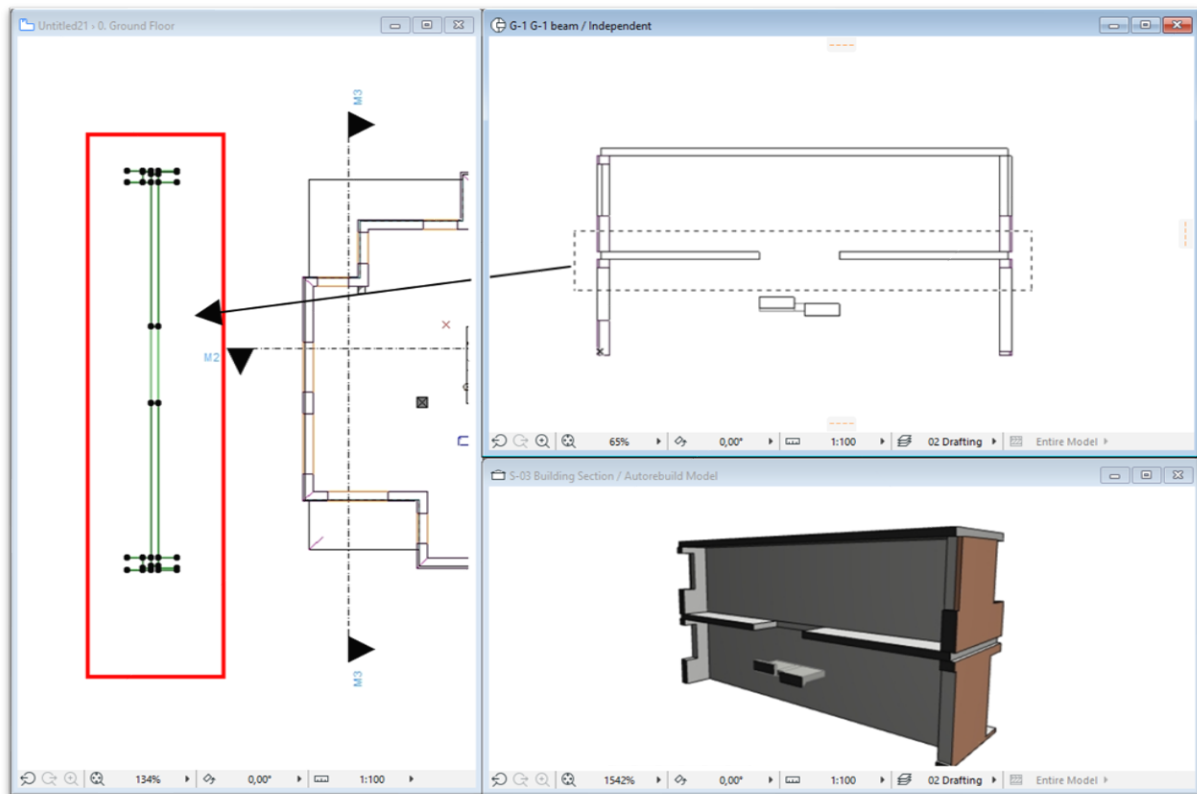 Untitled21 › 0. Ground Floor
M3
M2
M3
134%
0,00°
1:100
G-1 G-1 beam / Independent
65%
0,00°
1:100
02 Drafting
Entire Model
S-03 Building Section / Autorebuild Model
1542%
0,00°
1:100
02 Drafting
Entire Model